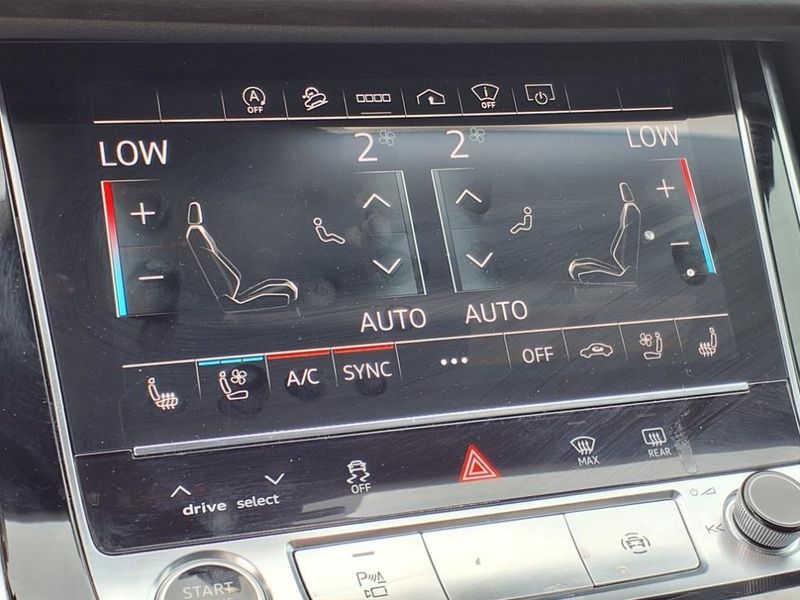 A
OFF
OFF
LOW 2 2 LOW
AUTO AUTO
A/C SYNC ... OFF
drive select
OFF
MAX
REAR
START
P